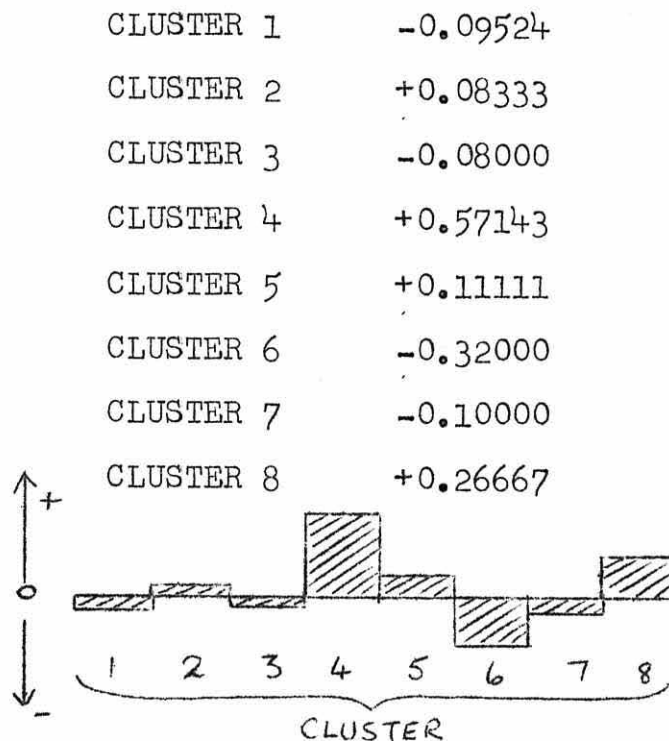 CLUSTER 1 -0.09524
CLUSTER 2 +0.08333
CLUSTER 3 -0.08000
CLUSTER 4 +0.57143
CLUSTER 5 +0.11111
CLUSTER 6 -0.32000
CLUSTER 7 -0.10000
CLUSTER 8 +0.26667
+
0
-
1 2 3 4 5 6 7 8
CLUSTER